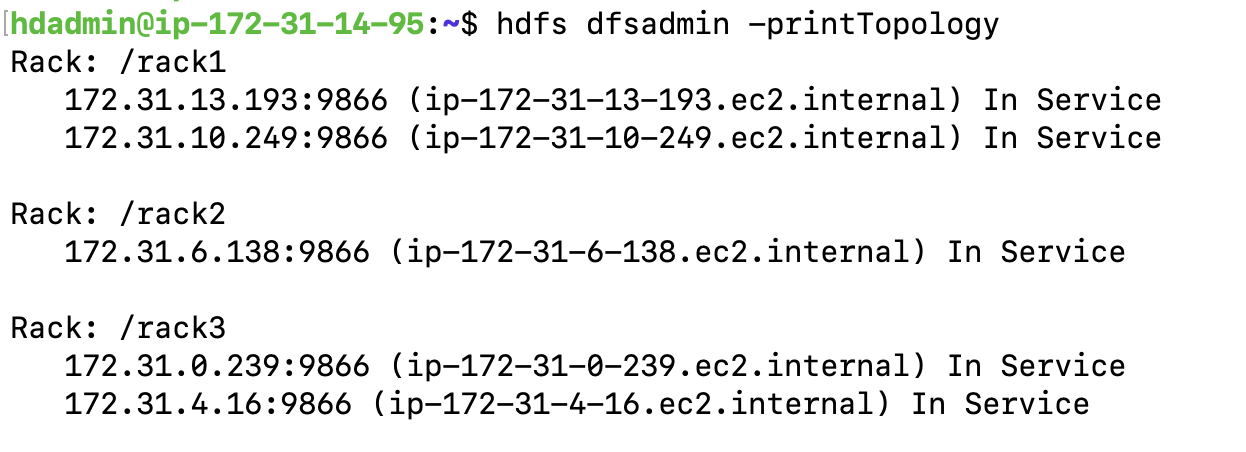 [hdadmin@ip-172-31-14-95:~$ hdfs dfsadmin -printTopology
Rack: /rack1
172.31.13.193:9866 (ip-172-31-13-193.ec2.internal) In Service
172.31.10.249:9866 (ip-172-31-10-249.ec2.internal) In Service
Rack: /rack2
172.31.6.138:9866 (ip-172-31-6-138.ec2.internal) In Service
Rack: /rack3
172.31.0.239:9866 (ip-172-31-0-239.ec2.internal) In Service
172.31.4.16:9866 (ip-172-31-4-16.ec2.internal) In Service